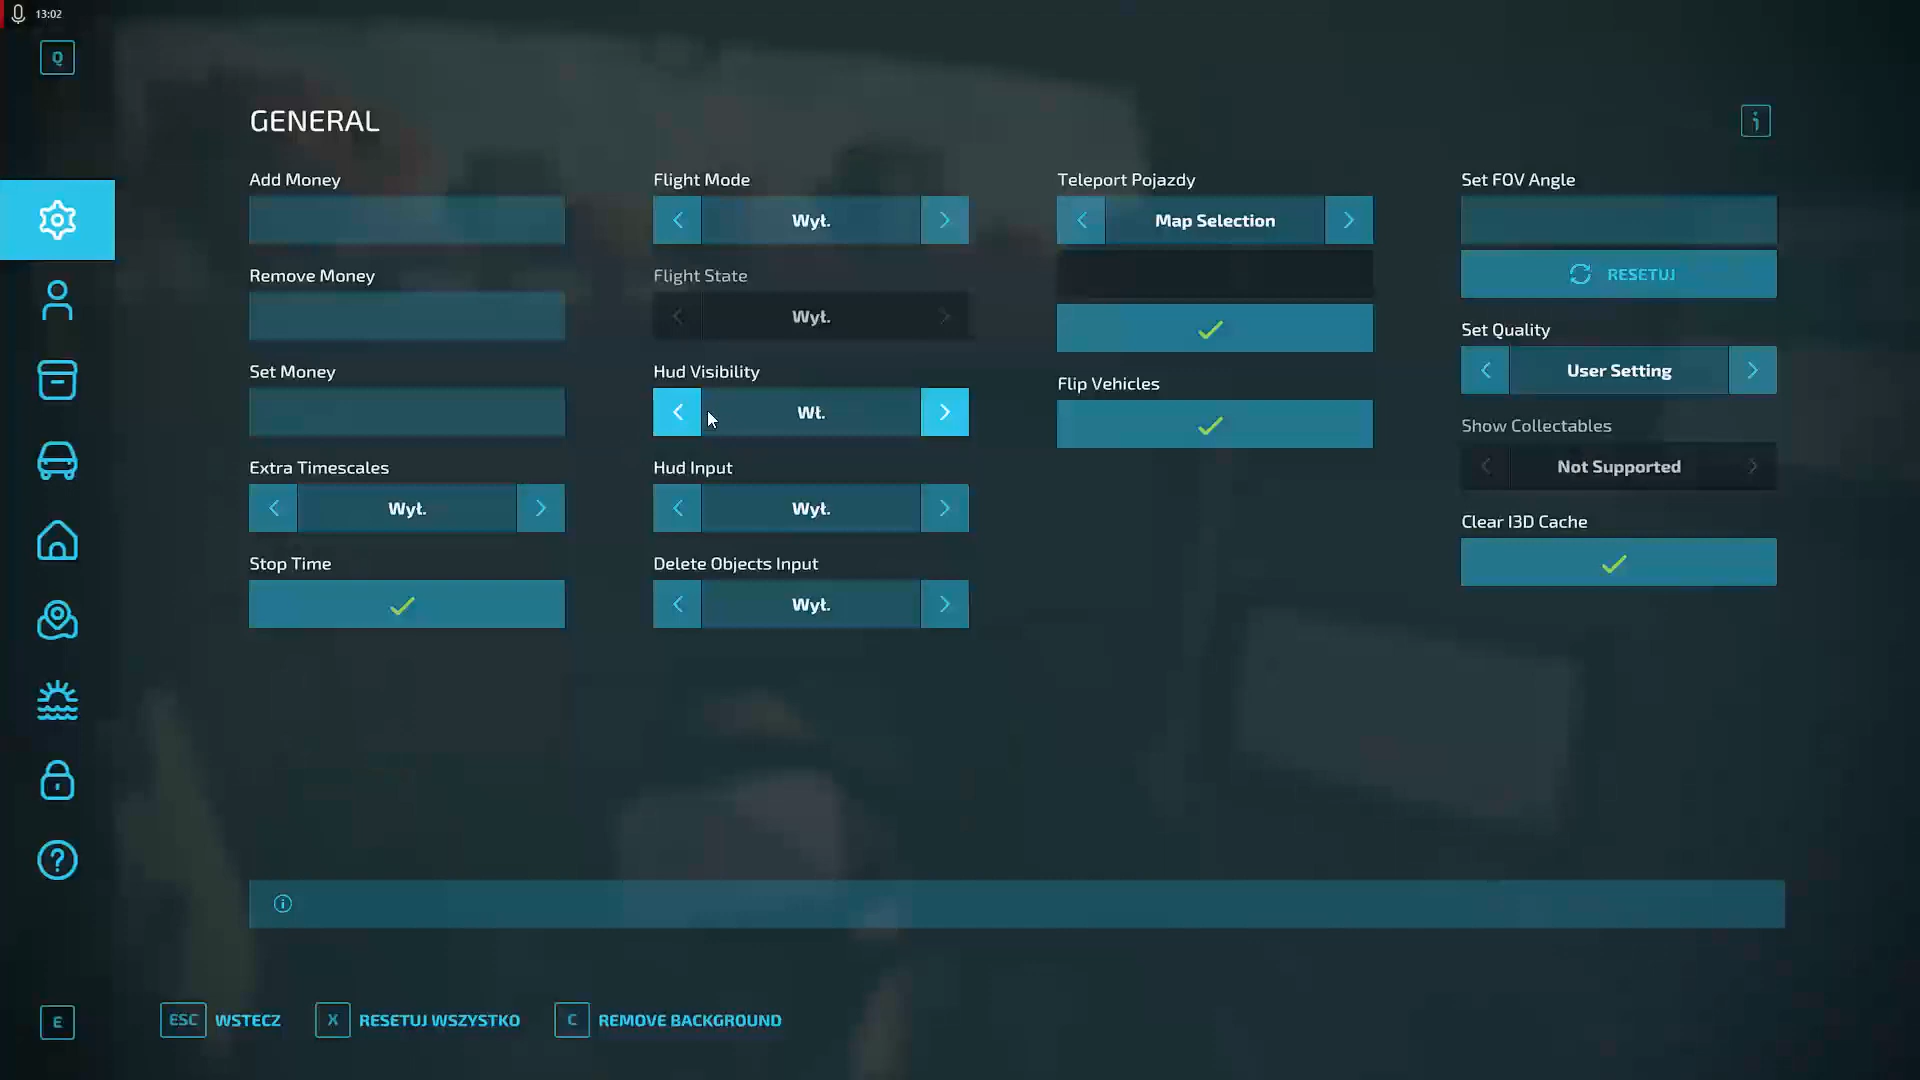 13:02
Q
GENERAL
Add Money
Remove Money
Set Money
Extra Timescales
Wył.
Stop Time
Flight Mode
Wył.
Flight State
Wył.
Hud Visibility
Wł.
Hud Input
Wył.
Delete Objects Input
Wył.
Teleport Pojazdy
Map Selection
Flip Vehicles
Set FOV Angle
RESETUJ
Set Quality
User Setting
Show Collectables
Not Supported
Clear I3D Cache
E
ESC WSTECZ X RESETUJ WSZYSTKO C REMOVE BACKGROUND